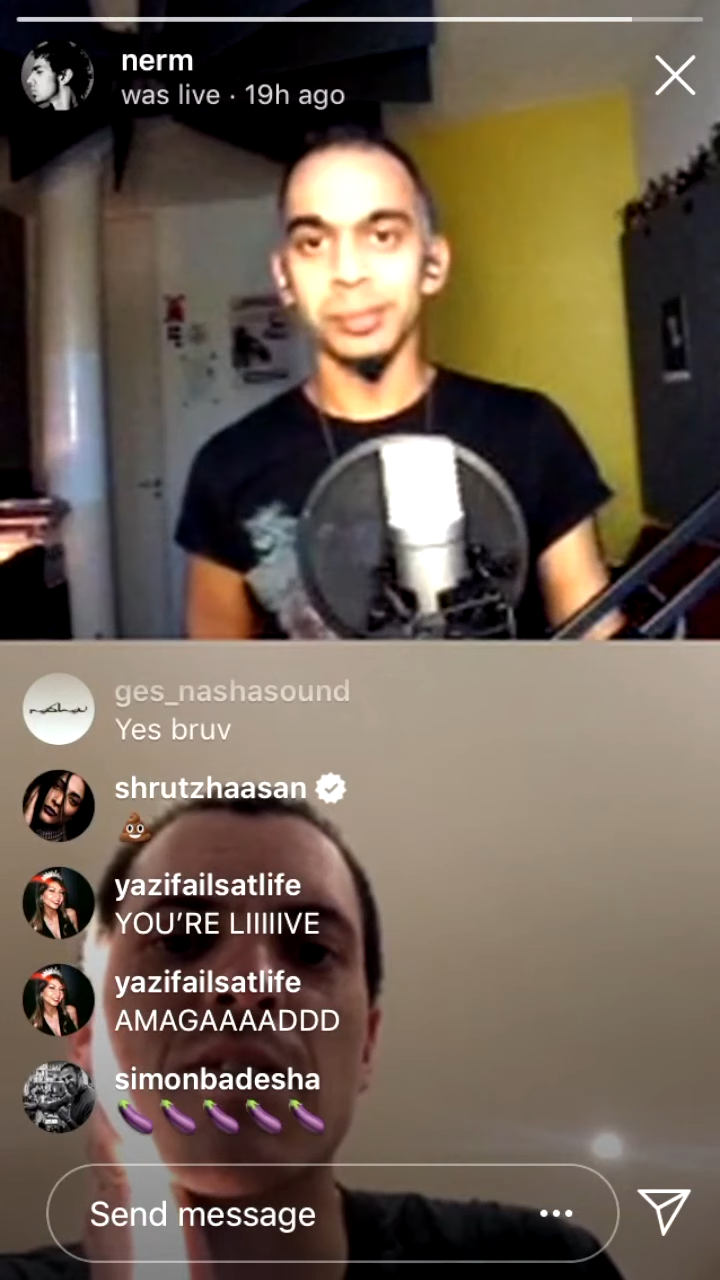 nerm
was live · 19h ago
ges_nashasound
Yes bruv
shrutzhaasan
💩
yazifailsatlife
YOU'RE LIIIIIVE
yazifailsatlife
AMAGAAAADDD
simonbadesha
🍆🍆🍆🍆🍆
Send message